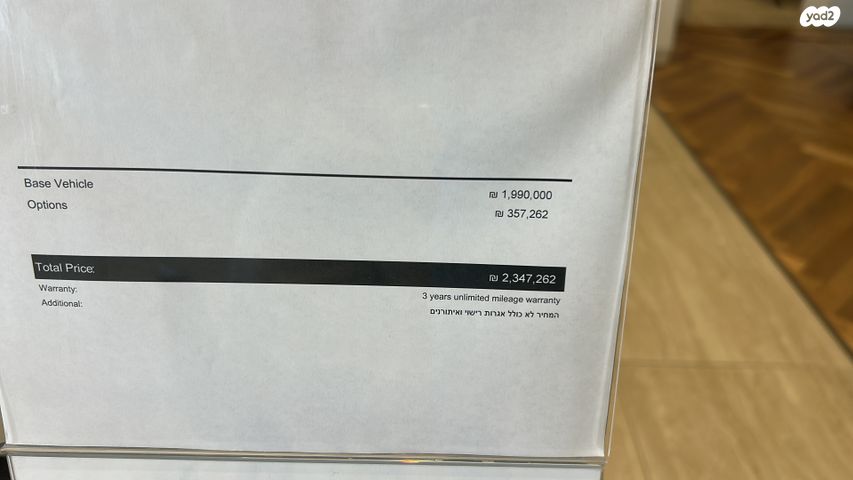 yad2
Base Vehicle ₪ 1,990,000
Options ₪ 357,262
Total Price: ₪ 2,347,262
Warranty: 3 years unlimited mileage warranty
Additional: המחיר לא כולל אגרות רישוי ואיתורנים